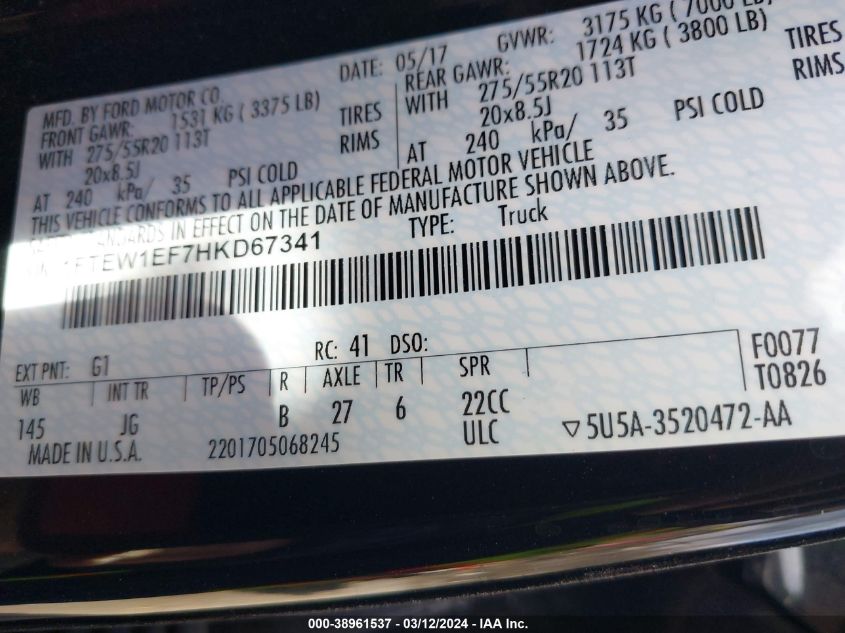 MFD. BY FORD MOTOR CO.
DATE: 05/17 GVWR: 3175 KG ( 7000 LB)
FRONT GAWR: 1531 KG ( 3375 LB)
REAR GAWR: 1724 KG ( 3800 LB)
WITH 275/55R20 113T TIRES
WITH 275/55R20 113T TIRES
20x8.5J RIMS
20x8.5J RIMS
AT 240 kPa/ 35 PSI COLD
AT 240 kPa/ 35 PSI COLD
THIS VEHICLE CONFORMS TO ALL APPLICABLE FEDERAL MOTOR VEHICLE
STANDARDS IN EFFECT ON THE DATE OF MANUFACTURE SHOWN ABOVE.
1FTEW1EF7HKD67341 TYPE: Truck
EXT PNT: G1 RC: 41 DSO: F0077
WB INT TR TP/PS R AXLE TR SPR T0826
145 JG B 27 6 22CC
MADE IN U.S.A. 2201705068245 ULC ▽5U5A-3520472-AA
000-38961537 - 03/12/2024 - IAA Inc.